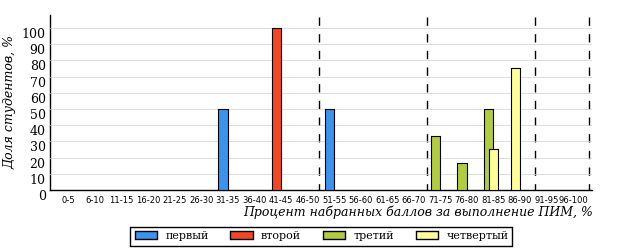 Доля студентов, %
100
90
80
70
60
50
40
30
20
10
0
0-5 6-10 11-15 16-20 21-25 26-30 31-35 36-40 41-45 46-50 51-55 56-60 61-65 66-70 71-75 76-80 81-85 86-90 91-95 96-100
Процент набранных баллов за выполнение ПИМ, %
первый второй третий четвертый